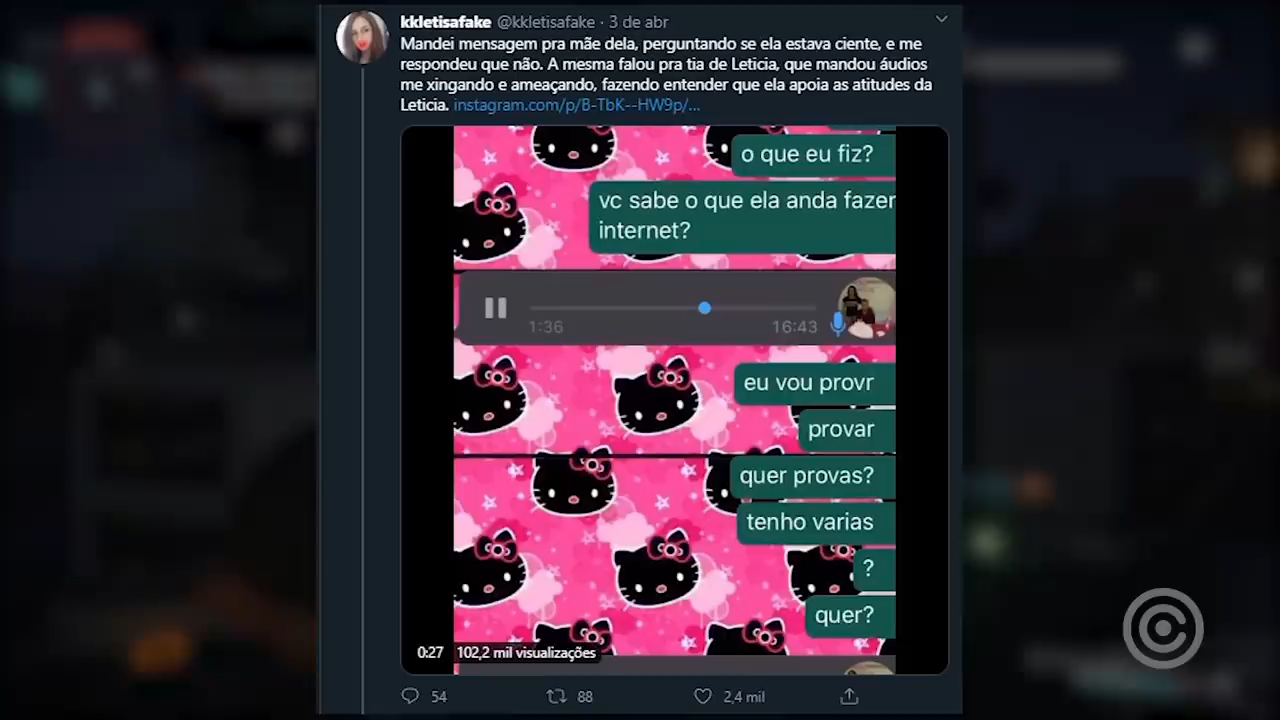 kkletisafake @kkletisafake · 3 de abr
Mandei mensagem pra mãe dela, perguntando se ela estava ciente, e me
respondeu que não. A mesma falou pra tia de Leticia, que mandou áudios
me xingando e ameaçando, fazendo entender que ela apoia as atitudes da
Leticia. instagram.com/p/B-TbK--HW9p/...
o que eu fiz?
vc sabe o que ela anda fazer
internet?
1:36 16:43
eu vou provr
provar
quer provas?
tenho varias
?
quer?
0:27 102,2 mil visualizações
54 88 2,4 mil